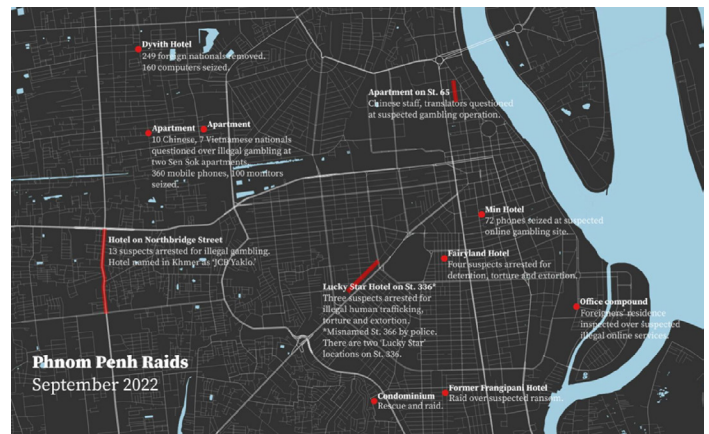 Dyvith Hotel
249 foreign nationals removed.
160 computers seized.
Apartment on St. 65
Chinese staff, translators questioned
at suspected gambling operation.
Apartment
Apartment
10 Chinese, 7 Vietnamese nationals
questioned over illegal gambling at
two Sen Sok apartments.
360 mobile phones, 100 monitors
seized.
Min Hotel
72 phones seized at suspected
online gambling site.
Hotel on Northbridge Street
13 suspects arrested for illegal gambling.
Hotel named in Khmer as ‘JCB Yaklo.’
Fairyland Hotel
Four suspects arrested for
detention, torture and extortion.
Lucky Star Hotel on St. 336*
Three suspects arrested for
illegal human trafficking,
torture and extortion.
*Misnamed St. 366 by police.
There are two ‘Lucky Star’
locations on St. 336.
Office compound
Foreigners’ residence
inspected over suspected
illegal online services.
Phnom Penh Raids
September 2022
Condominium
Rescue and raid.
Former Frangipani Hotel
Raid over suspected ransom.